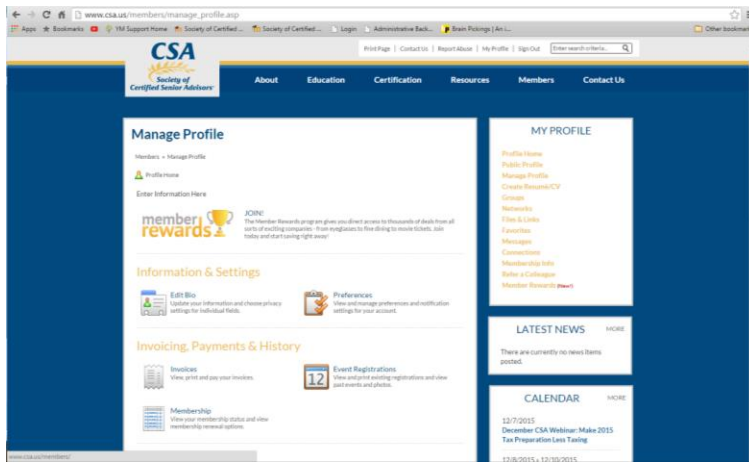 www.csa.us/members/manage_profile.asp
Apps Bookmarks YM Support Home Society of Certified ... Society of Certified ... Login Administrative Back... Brain Pickings | An i... Other bookmar
Print Page | Contact Us | Report Abuse | My Profile | Sign Out Enter search criteria...
CSA
Society of
Certified Senior Advisors
About Education Certification Resources Members Contact Us
Manage Profile
Members » Manage Profile
Profile Home
Enter Information Here
member
rewards
JOIN!
The Member Rewards program gives you direct access to thousands of deals from all
sorts of exciting companies - from eyeglasses to fine dining to movie tickets. Join
today and start saving right away!
Information & Settings
Edit Bio
Update your information and choose privacy
settings for individual fields.
Preferences
View and manage preferences and notification
settings for your account.
Invoicing, Payments & History
Invoices
View, print and pay your invoices.
12
Event Registrations
View and print existing registrations and view
past events and photos.
Membership
View your membership status and view
membership renewal options.
MY PROFILE
Profile Home
Public Profile
Manage Profile
Create Resumé/CV
Groups
Networks
Files & Links
Favorites
Messages
Connections
Membership Info
Refer a Colleague
Member Rewards (New!)
LATEST NEWS MORE
There are currently no news items
posted.
CALENDAR MORE
12/7/2015
December CSA Webinar: Make 2015
Tax Preparation Less Taxing
12/8/2015 » 12/10/2015
www.csa.us/members/